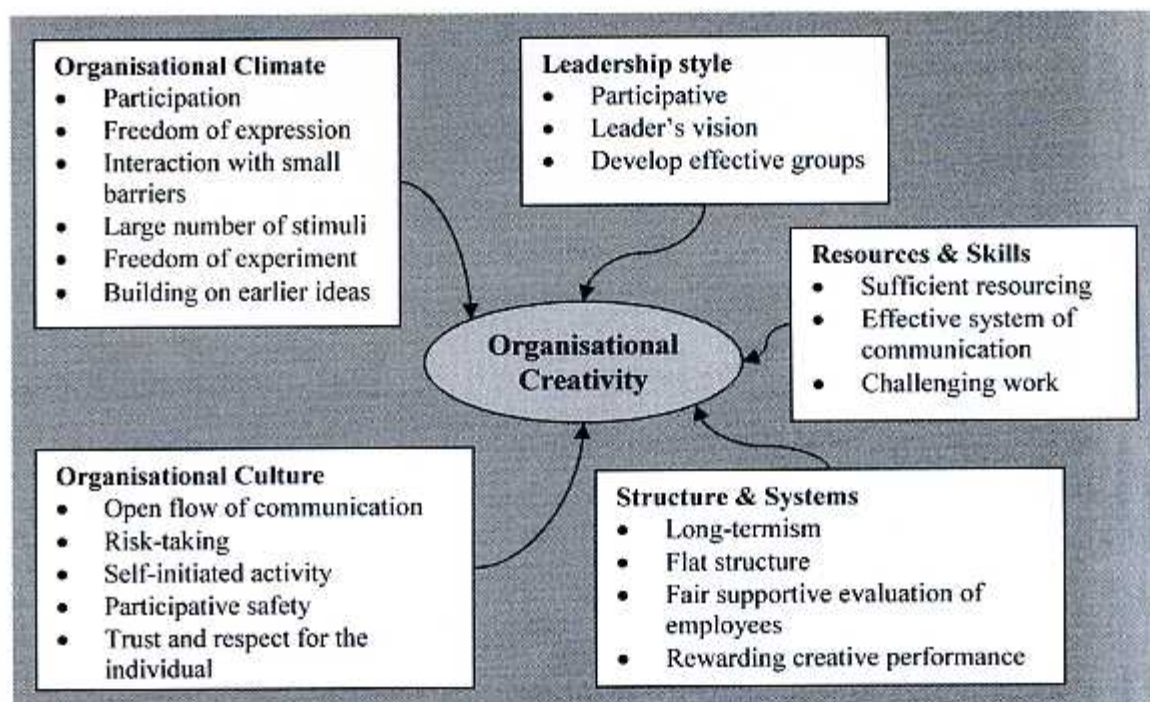 Organisational Climate
• Participation
• Freedom of expression
• Interaction with small
barriers
• Large number of stimuli
• Freedom of experiment
• Building on earlier ideas
Leadership style
• Participative
• Leader's vision
• Develop effective groups
Resources & Skills
• Sufficient resourcing
• Effective system of
communication
• Challenging work
Organisational
Creativity
Organisational Culture
• Open flow of communication
• Risk-taking
• Self-initiated activity
• Participative safety
• Trust and respect for the
individual
Structure & Systems
• Long-termism
• Flat structure
• Fair supportive evaluation of
employees
• Rewarding creative performance